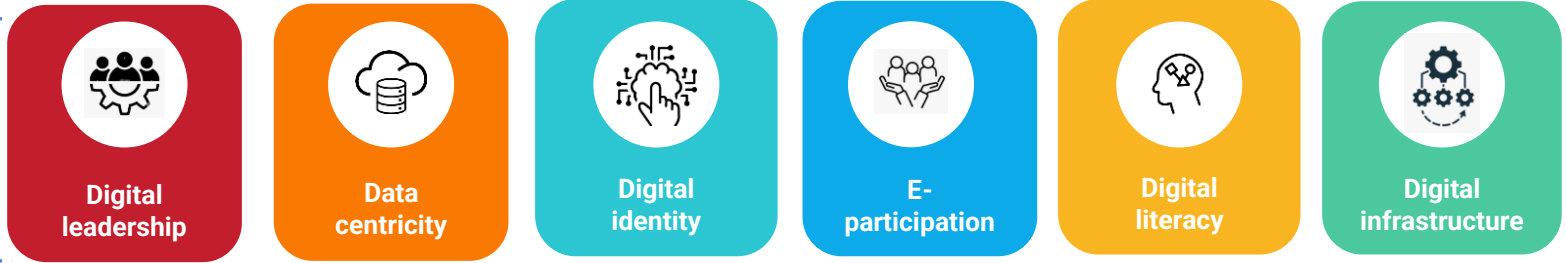 Digital
leadership
Data
centricity
Digital
identity
E-
participation
Digital
literacy
Digital
infrastructure